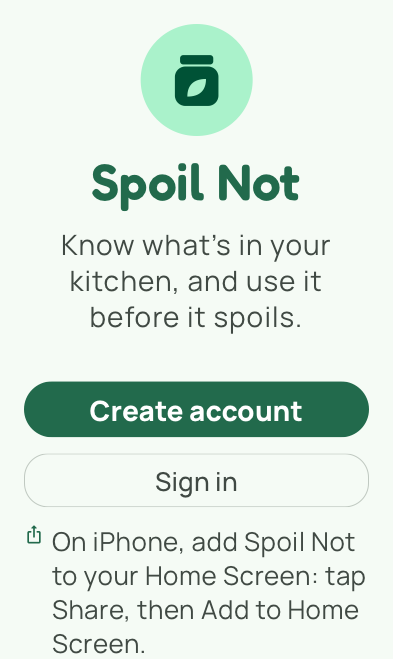 Spoil Not
Know what's in your
kitchen, and use it
before it spoils.
Create account
Sign in
On iPhone, add Spoil Not
to your Home Screen: tap
Share, then Add to Home
Screen.